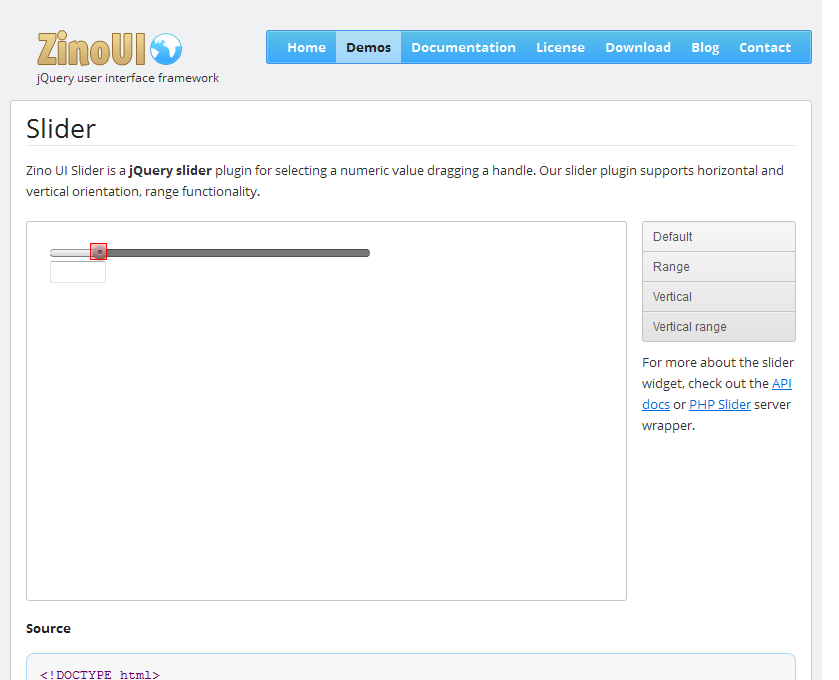 ZinoUI
jQuery user interface framework
Home Demos Documentation License Download Blog Contact
Slider
Zino UI Slider is a jQuery slider plugin for selecting a numeric value dragging a handle. Our slider plugin supports horizontal and
vertical orientation, range functionality.
Default
Range
Vertical
Vertical range
For more about the slider
widget, check out the API
docs or PHP Slider server
wrapper.
Source
<!DOCTYPE html>